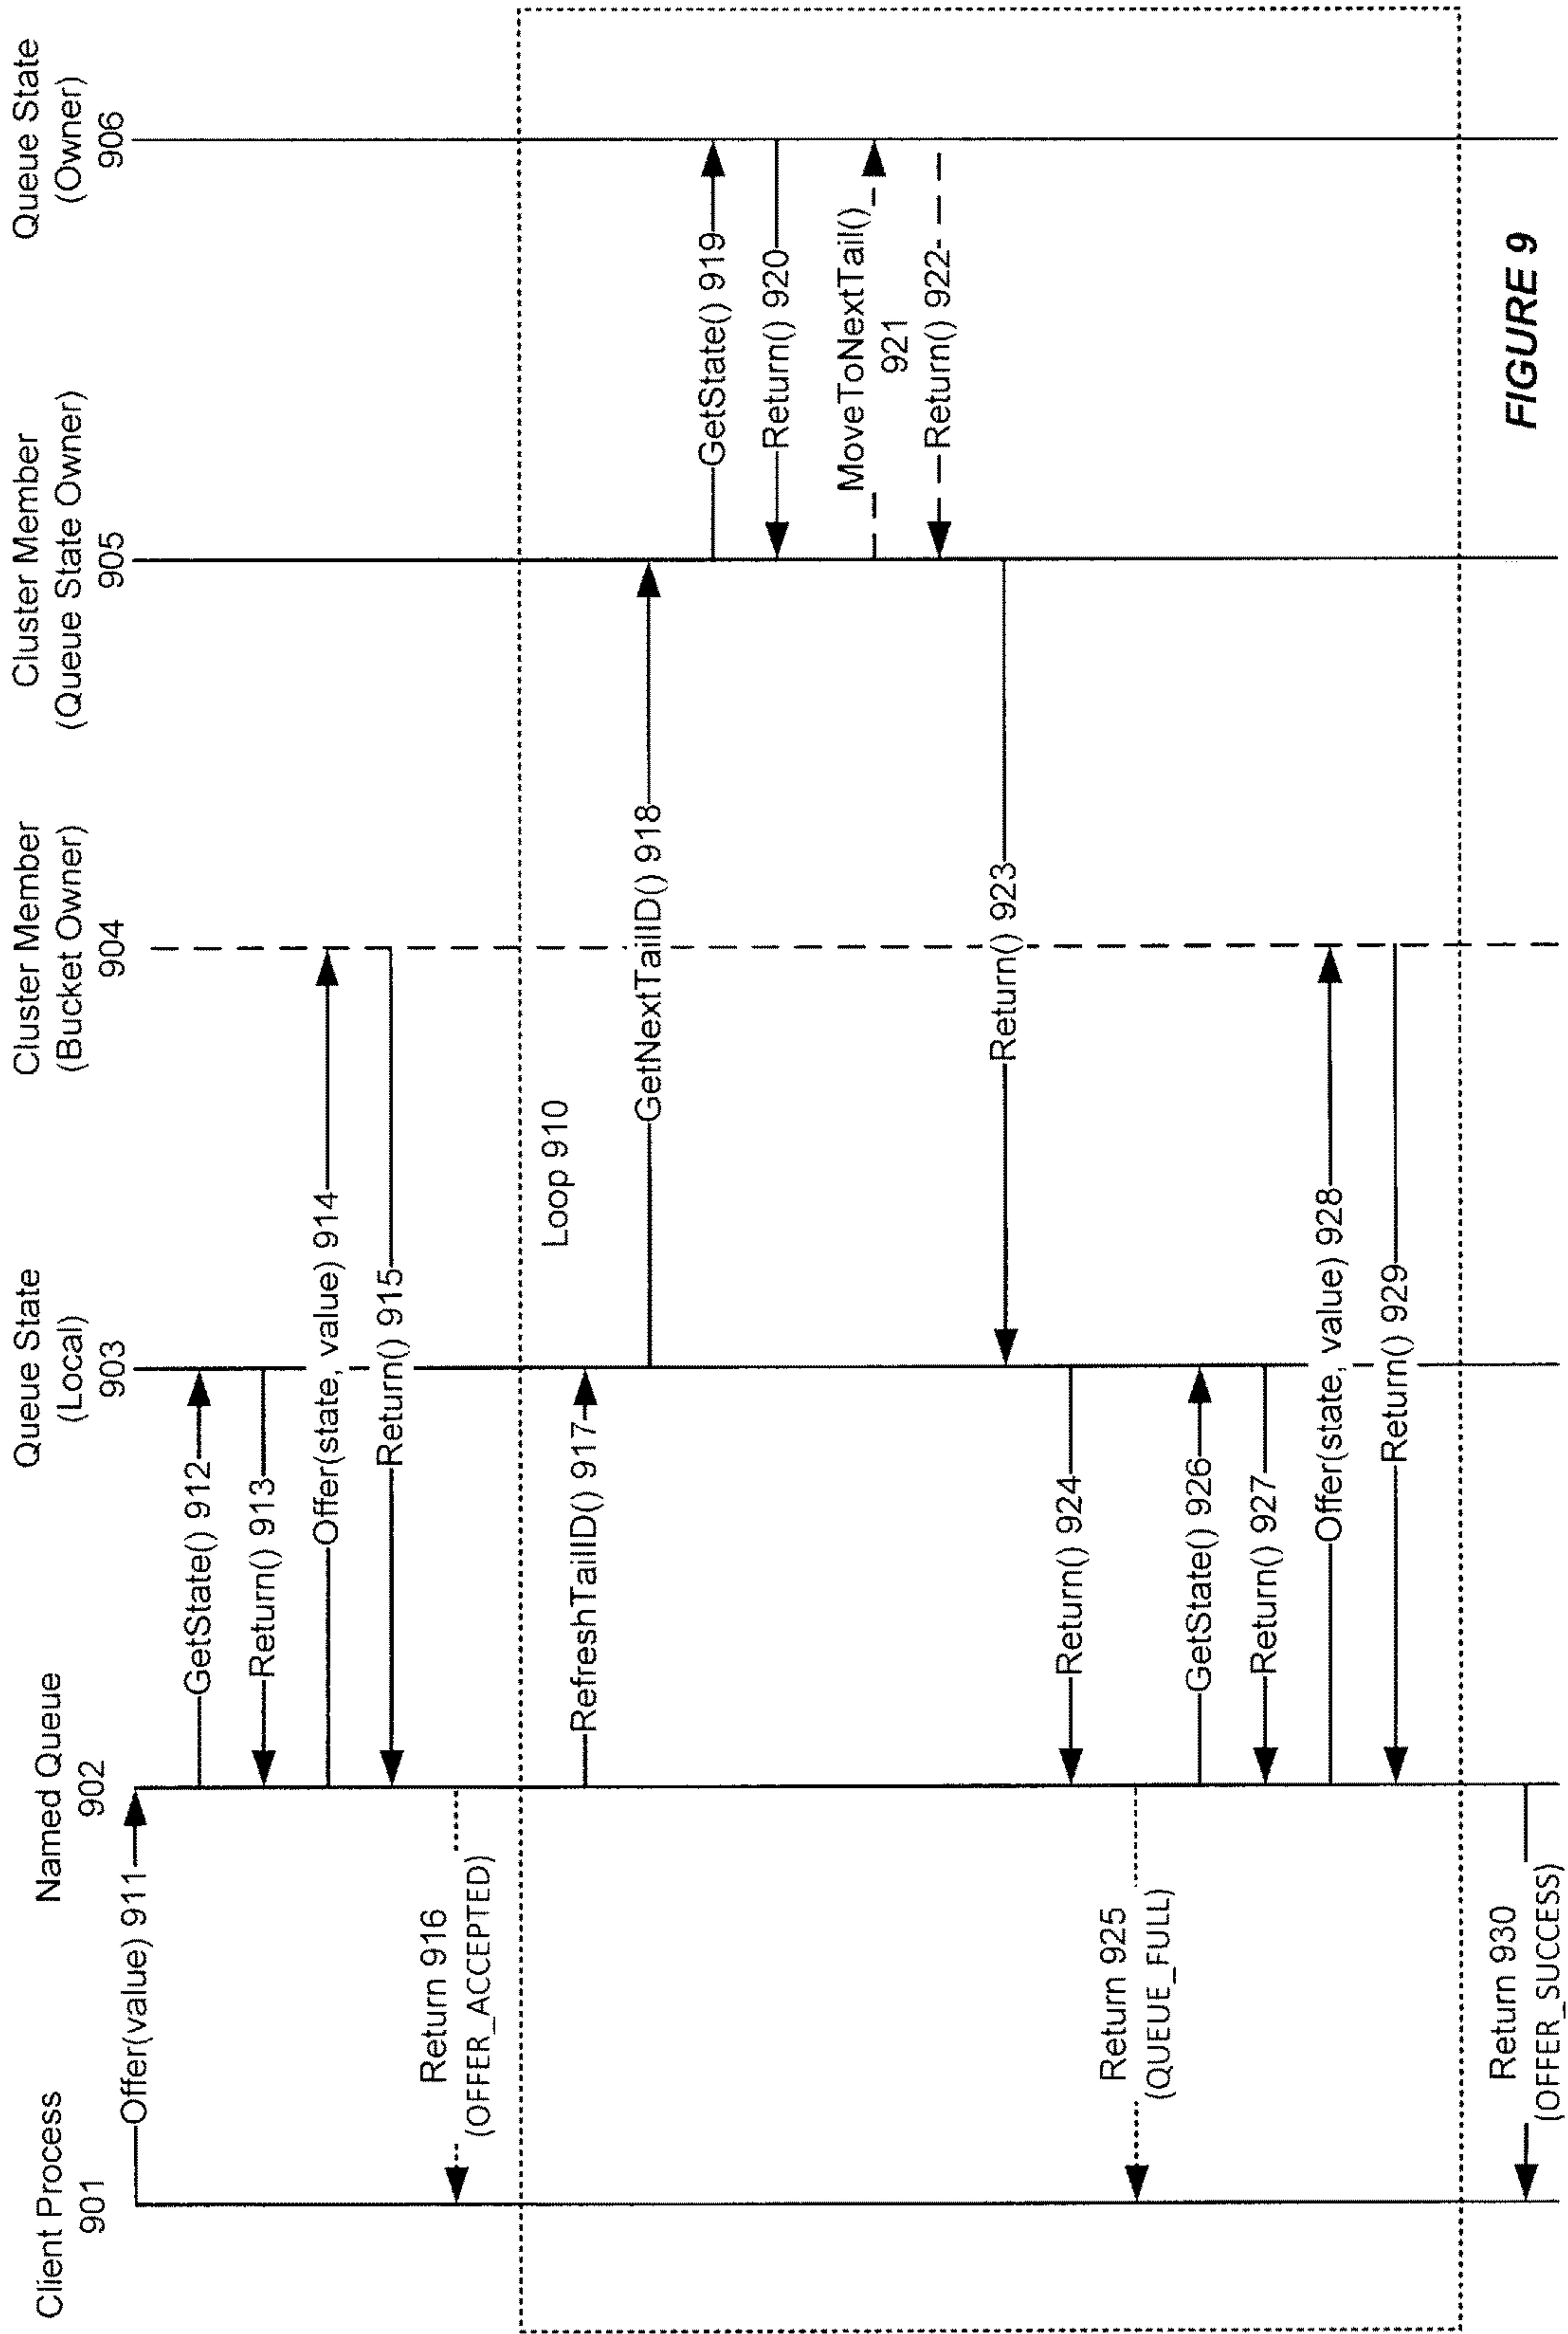 Client Process
901
Named Queue
902
Queue State
(Local)
903
Cluster Member
(Bucket Owner)
904
Cluster Member
(Queue State Owner)
905
Queue State
(Owner)
906
Offer(value) 911
GetState() 912
Return() 913
Offer(state, value) 914
Return() 915
Return 916
(OFFER_ACCEPTED)
Loop 910
RefreshTailID() 917
GetNextTailID() 918
GetState() 919
Return() 920
MoveToNextTail()
921
Return() 922
Return() 923
Return() 924
Return 925
(QUEUE_FULL)
GetState() 926
Return() 927
Offer(state, value) 928
Return() 929
Return 930
(OFFER_SUCCESS)
FIGURE 9